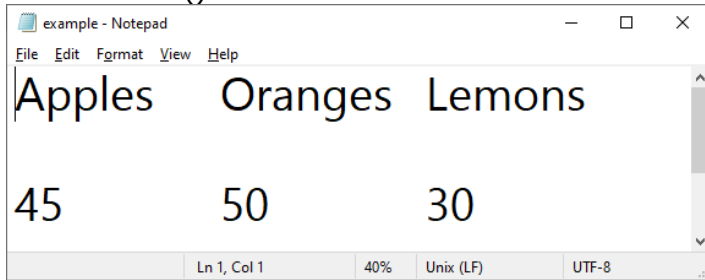 ()
example - Notepad
File Edit Format View Help
Apples Oranges Lemons
45 50 30
Ln 1, Col 1 40% Unix (LF) UTF-8